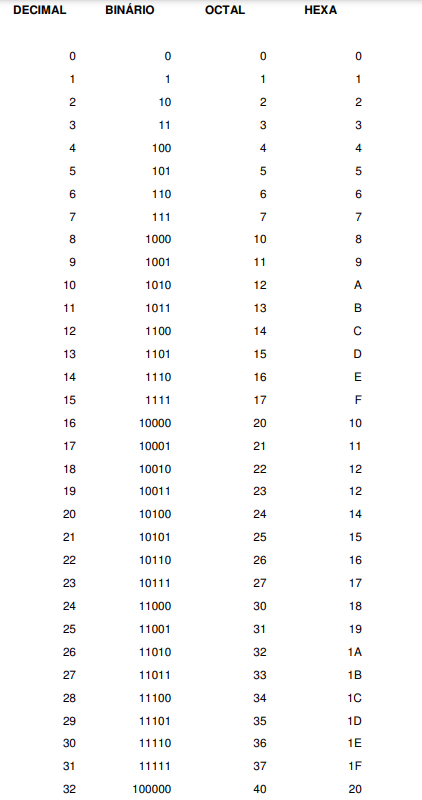 DECIMAL BINÁRIO OCTAL HEXA
0 0 0 0
1 1 1 1
2 10 2 2
3 11 3 3
4 100 4 4
5 101 5 5
6 110 6 6
7 111 7 7
8 1000 10 8
9 1001 11 9
10 1010 12 A
11 1011 13 B
12 1100 14 C
13 1101 15 D
14 1110 16 E
15 1111 17 F
16 10000 20 10
17 10001 21 11
18 10010 22 12
19 10011 23 12
20 10100 24 14
21 10101 25 15
22 10110 26 16
23 10111 27 17
24 11000 30 18
25 11001 31 19
26 11010 32 1A
27 11011 33 1B
28 11100 34 1C
29 11101 35 1D
30 11110 36 1E
31 11111 37 1F
32 100000 40 20